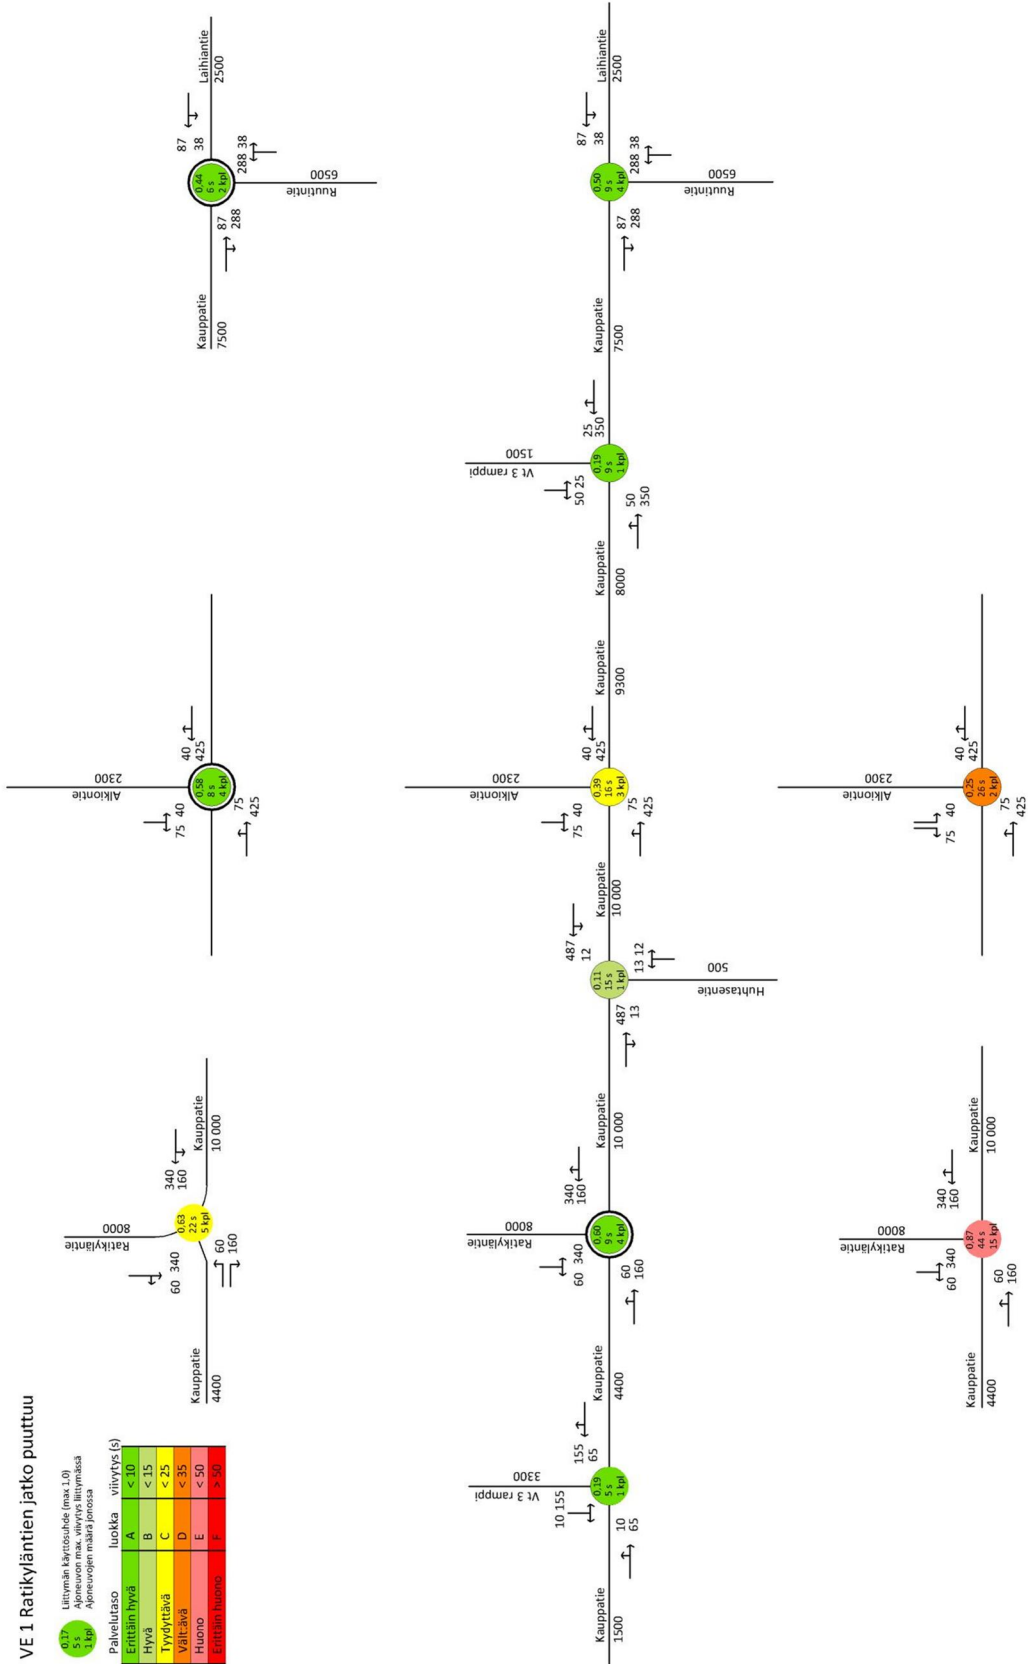 VE 1 Ratikyläntien jatko puuttuu
0,17
5 s
1 kpl
Liittymän käyttösuhde (max 1,0)
Ajoneuvon max. viivytys liittymässä
Ajoneuvojen määrä jonossa
Palvelutaso luokka viivytys (s)
Erittäin hyvä A < 10
Hyvä B < 15
Tyydyttävä C < 25
Välttävä D < 35
Huono E < 50
Erittäin huono F > 50
Kauppatie
4400
Ratikyläntie
8000
60 340
0,63
22 s
5 kpl
60
160
340
160
Kauppatie
10 000
Alkiontie
2300
75 40
0,58
8 s
4 kpl
75
425
40
425
Kauppatie
7500
87
288
0,44
6 s
2 kpl
87
38
288 38
Ruutintie
6500
Laihiantie
2500
Kauppatie
1500
Vt 3 ramppi
3300
10 155
10
65
0,19
5 s
1 kpl
155
65
Kauppatie
4400
Ratikyläntie
8000
60 340
60
160
0,60
9 s
4 kpl
340
160
Kauppatie
10 000
487
13
0,11
15 s
1 kpl
487
12
13 12
Huhtasentie
500
Kauppatie
10 000
Alkiontie
2300
75 40
75
425
0,39
16 s
3 kpl
40
425
Kauppatie
9300
Kauppatie
8000
Vt 3 ramppi
1500
50 25
50
350
0,19
9 s
1 kpl
25
350
Kauppatie
7500
87
288
0,50
9 s
4 kpl
87
38
288 38
Ruutintie
6500
Laihiantie
2500
Kauppatie
4400
Ratikyläntie
8000
60 340
60
160
0,87
44 s
15 kpl
340
160
Kauppatie
10 000
Alkiontie
2300
75 40
75
425
0,25
26 s
2 kpl
40
425